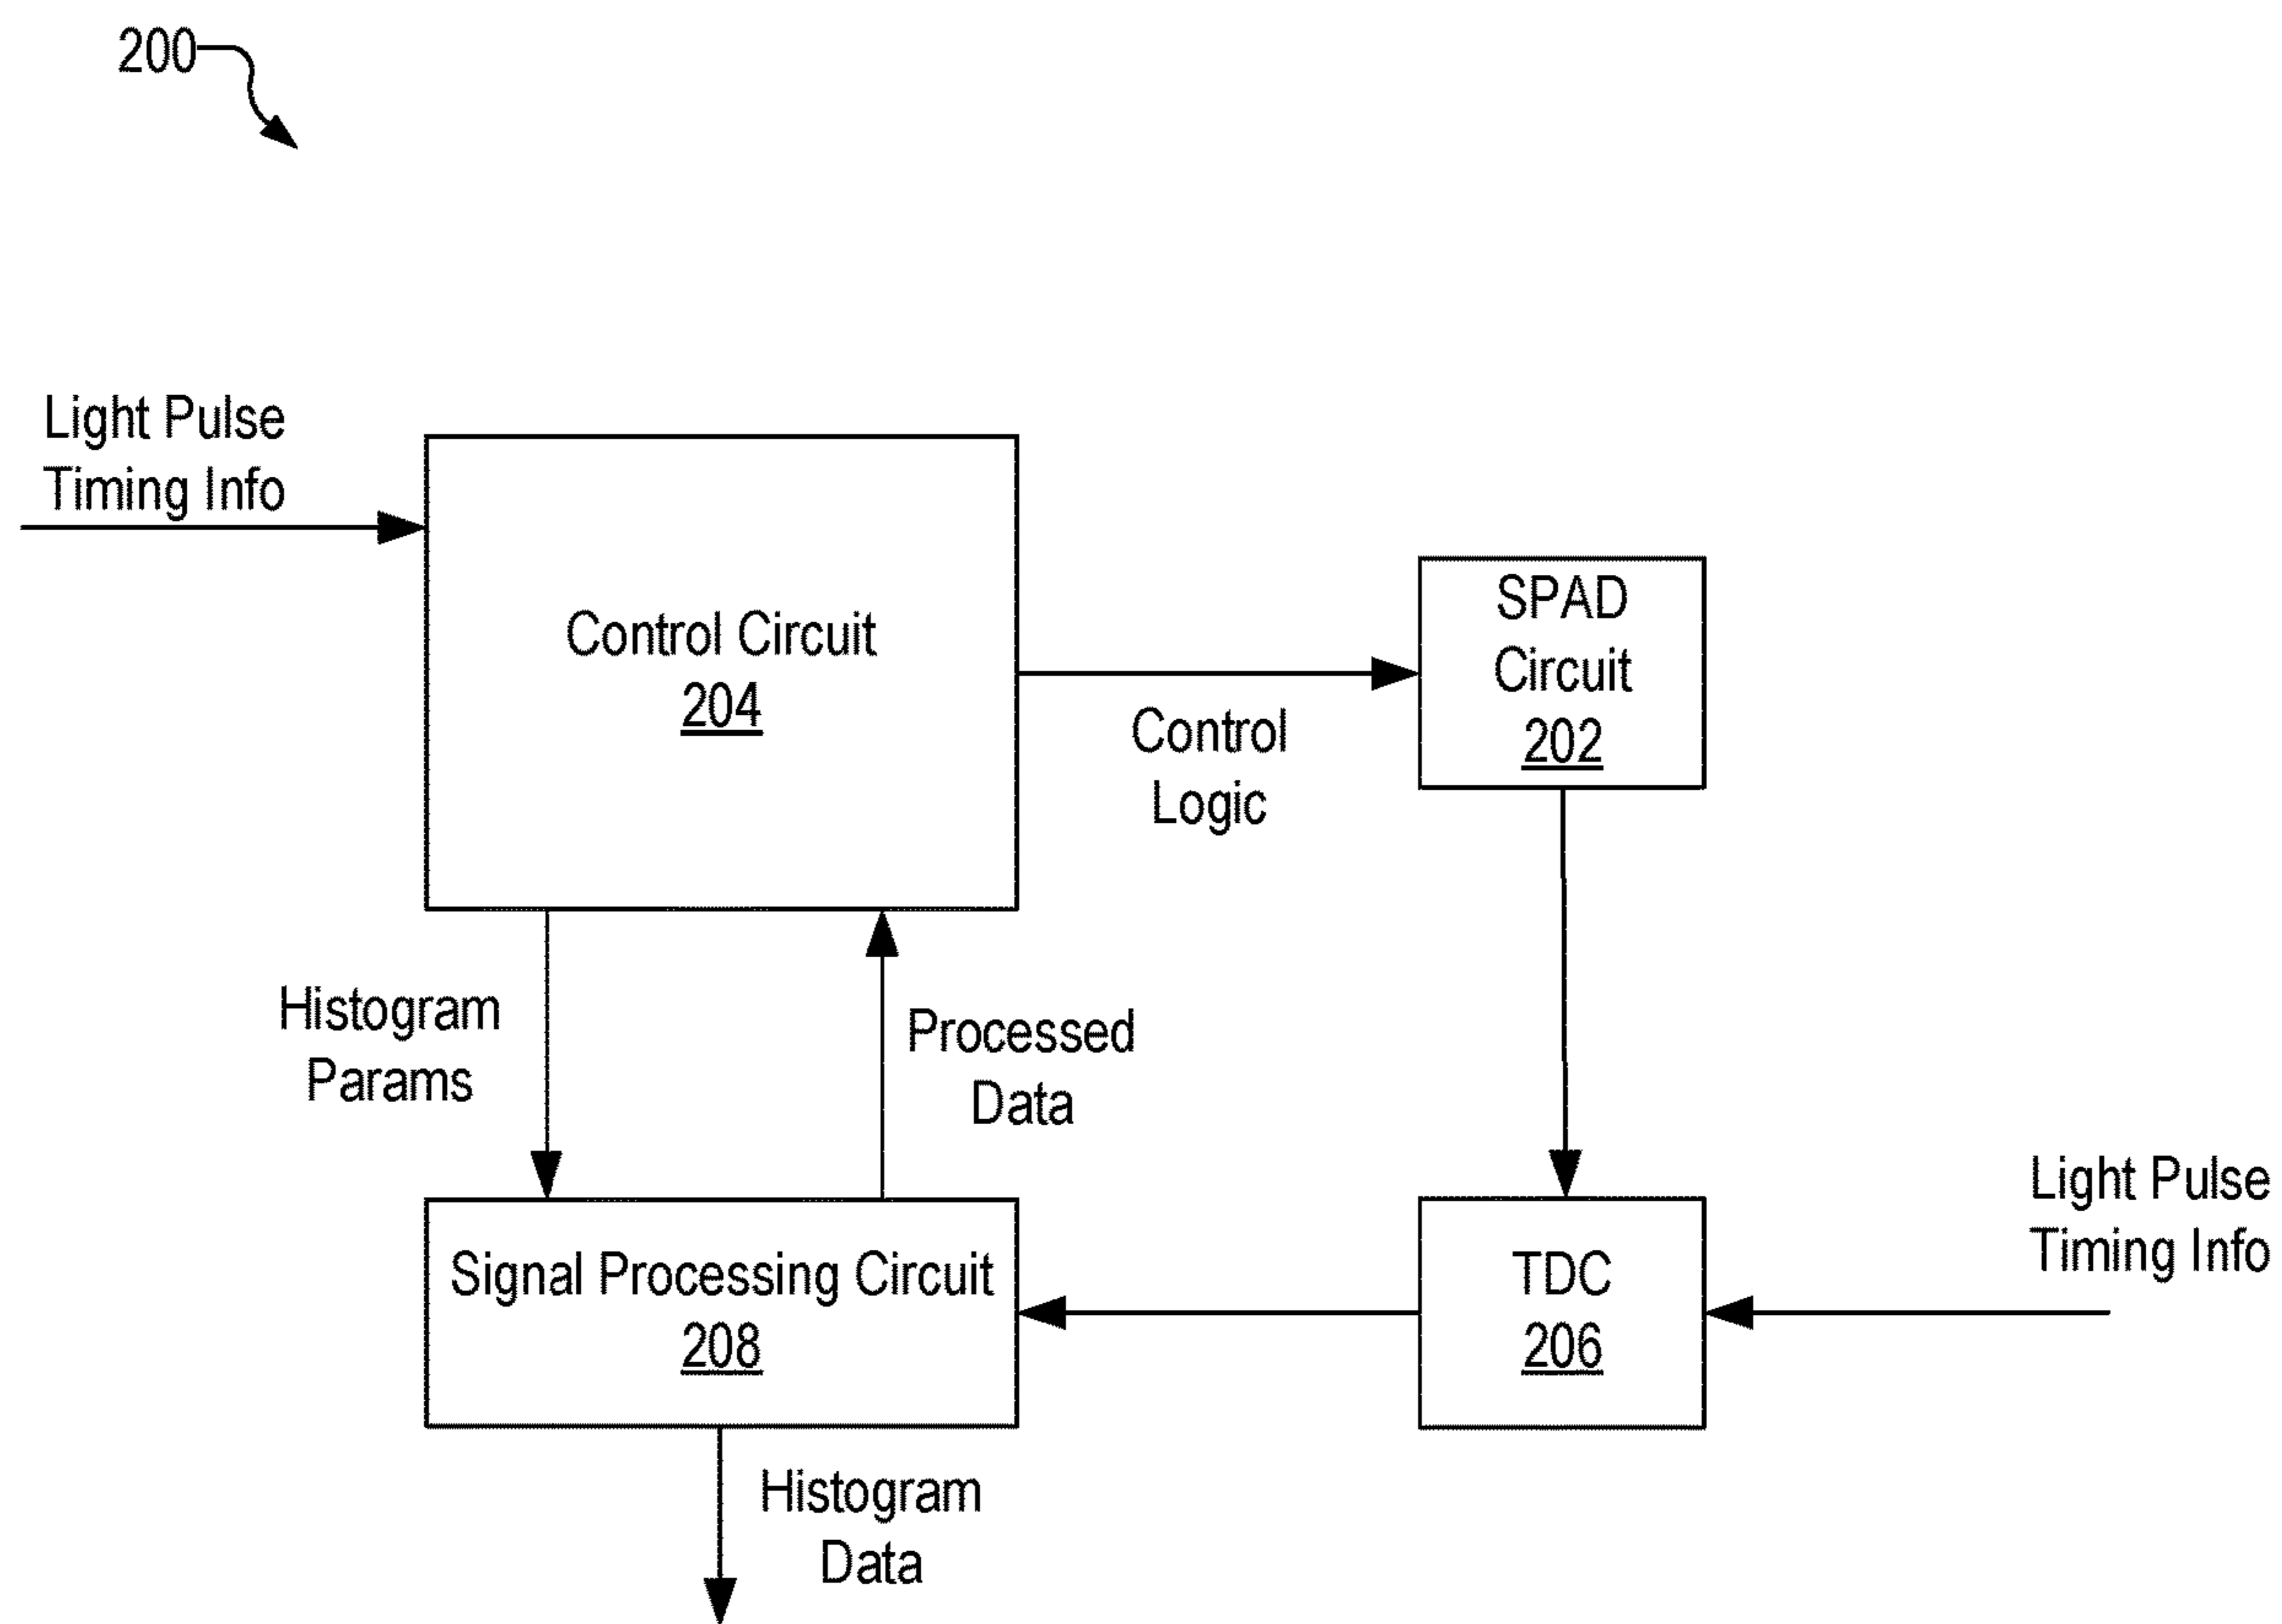 200
Light Pulse
Timing Info
Control Circuit
204
Control
Logic
SPAD
Circuit
202
Histogram
Params
Processed
Data
Signal Processing Circuit
208
TDC
206
Light Pulse
Timing Info
Histogram
Data